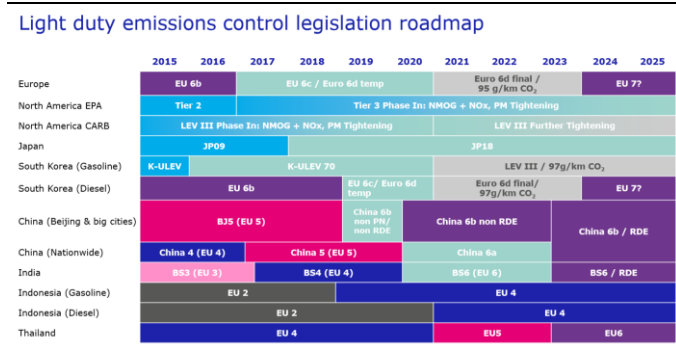 Light duty emissions control legislation roadmap
2015 2016 2017 2018 2019 2020 2021 2022 2023 2024 2025
Europe
EU 6b
EU 6c / Euro 6d temp
Euro 6d final /
95 g/km CO₂
EU 7?
North America EPA
Tier 2
Tier 3 Phase In: NMOG + NOx, PM Tightening
North America CARB
LEV III Phase In: NMOG + NOx, PM Tightening
LEV III Further Tightening
Japan
JP09
JP18
South Korea (Gasoline)
K-ULEV
K-ULEV 70
LEV III / 97g/km CO₂
South Korea (Diesel)
EU 6b
EU 6c/ Euro 6d
temp
Euro 6d final/
97g/km CO₂
EU 7?
China (Beijing & big cities)
BJ5 (EU 5)
China 6b
non PN/
non RDE
China 6b non RDE
China 6b / RDE
China (Nationwide)
China 4 (EU 4)
China 5 (EU 5)
China 6a
India
BS3 (EU 3)
BS4 (EU 4)
BS6 (EU 6)
BS6 / RDE
Indonesia (Gasoline)
EU 2
EU 4
Indonesia (Diesel)
EU 2
EU 4
Thailand
EU 4
EU5
EU6